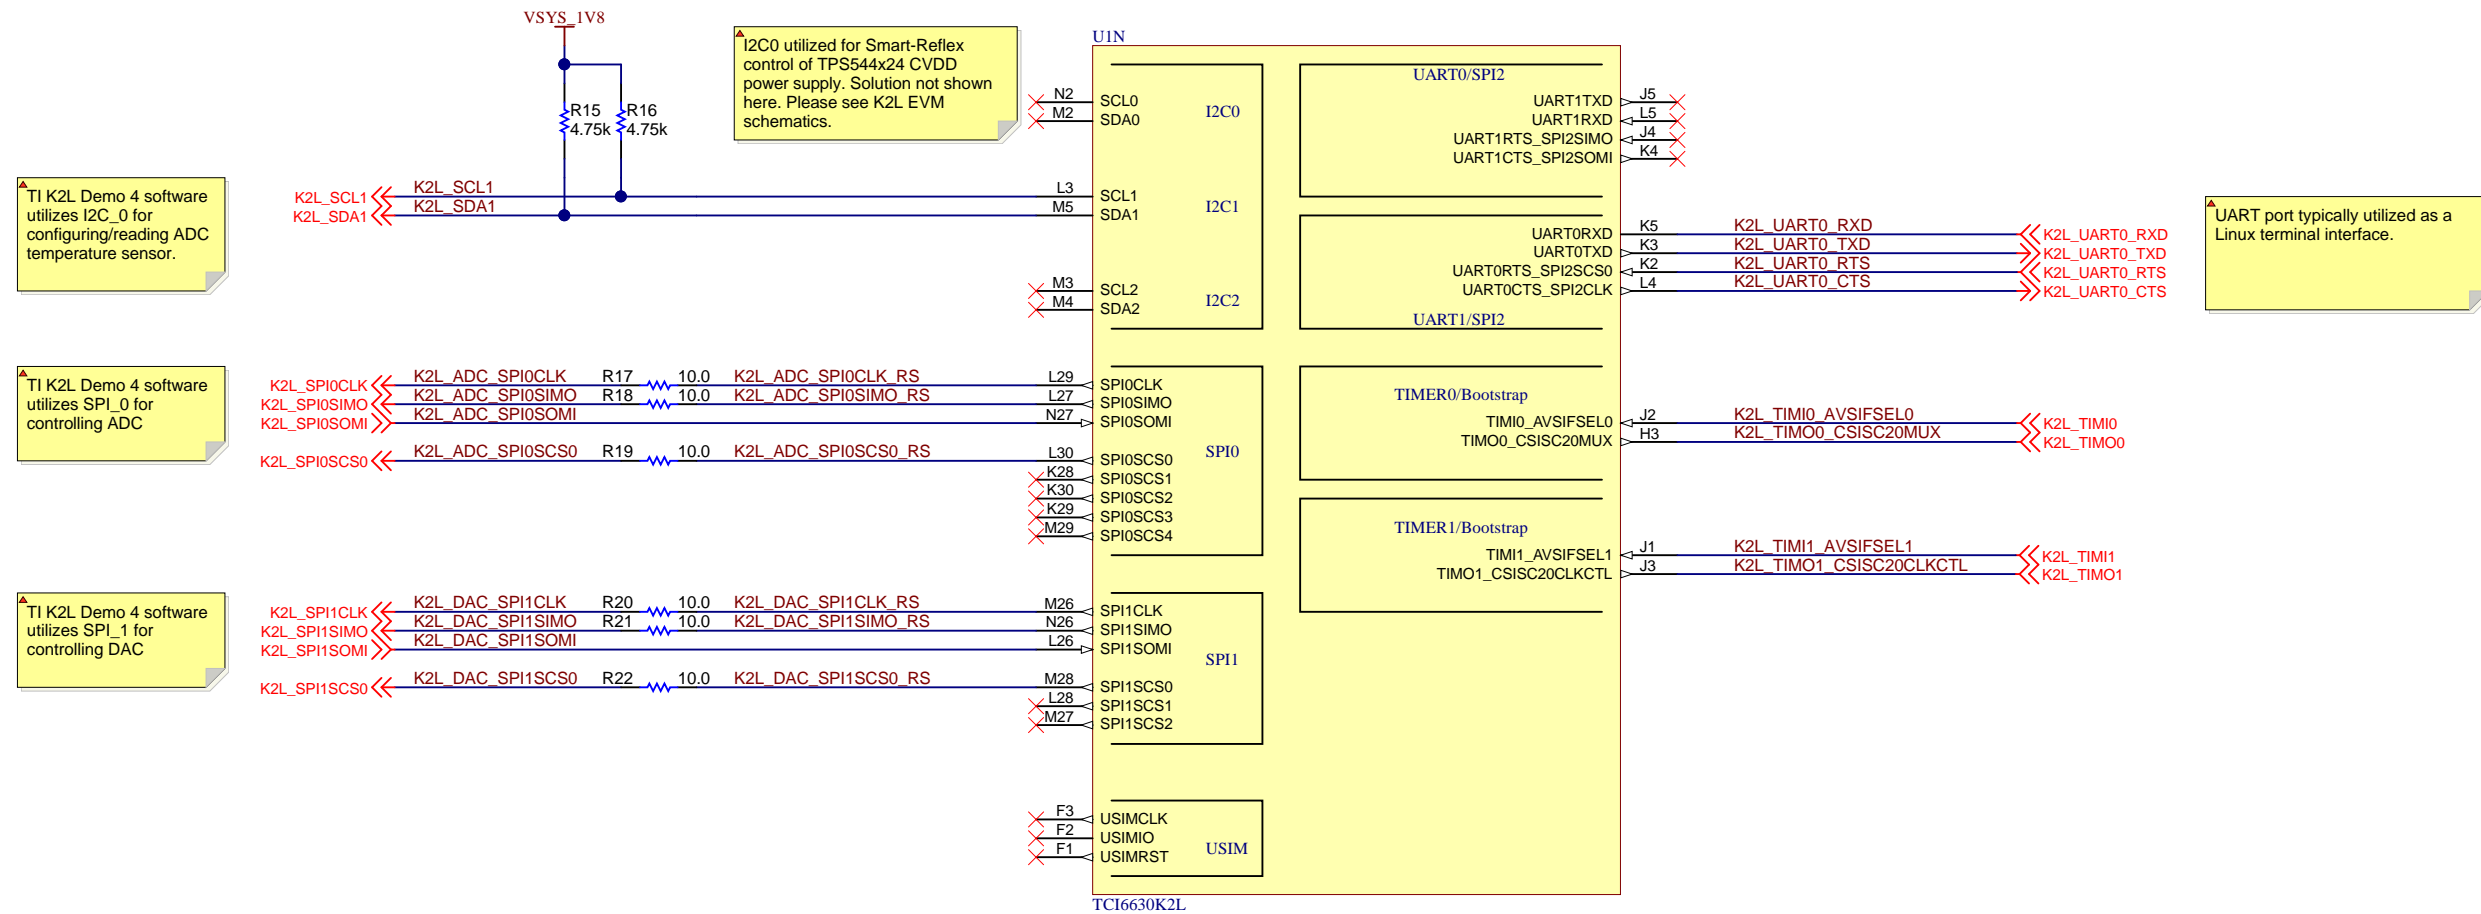 VSYS_1V8
R15
4.75k
R16
4.75k
I2C0 utilized for Smart-Reflex
control of TPS544x24 CVDD
power supply. Solution not shown
here. Please see K2L EVM
schematics.
TI K2L Demo 4 software
utilizes I2C_0 for
configuring/reading ADC
temperature sensor.
K2L_SCL1 K2L_SCL1
K2L_SDA1 K2L_SDA1
TI K2L Demo 4 software
utilizes SPI_0 for
controlling ADC
K2L_SPI0CLK K2L_ADC_SPI0CLK R17 10.0 K2L_ADC_SPI0CLK_RS
K2L_SPI0SIMO K2L_ADC_SPI0SIMO R18 10.0 K2L_ADC_SPI0SIMO_RS
K2L_SPI0SOMI K2L_ADC_SPI0SOMI
K2L_SPI0SCS0 K2L_ADC_SPI0SCS0 R19 10.0 K2L_ADC_SPI0SCS0_RS
TI K2L Demo 4 software
utilizes SPI_1 for
controlling DAC
K2L_SPI1CLK K2L_DAC_SPI1CLK R20 10.0 K2L_DAC_SPI1CLK_RS
K2L_SPI1SIMO K2L_DAC_SPI1SIMO R21 10.0 K2L_DAC_SPI1SIMO_RS
K2L_SPI1SOMI K2L_DAC_SPI1SOMI
K2L_SPI1SCS0 K2L_DAC_SPI1SCS0 R22 10.0 K2L_DAC_SPI1SCS0_RS
U1N
N2 SCL0
M2 SDA0
I2C0
L3 SCL1
M5 SDA1
I2C1
M3 SCL2
M4 SDA2
I2C2
L29 SPI0CLK
L27 SPI0SIMO
N27 SPI0SOMI
SPI0
L30 SPI0SCS0
K28 SPI0SCS1
K30 SPI0SCS2
K29 SPI0SCS3
M29 SPI0SCS4
M26 SPI1CLK
N26 SPI1SIMO
L26 SPI1SOMI
SPI1
M28 SPI1SCS0
L28 SPI1SCS1
M27 SPI1SCS2
F3 USIMCLK
F2 USIMIO
F1 USIMRST
USIM
TCI6630K2L
UART0/SPI2
UART1TXD J5
UART1RXD L5
UART1RTS_SPI2SIMO J4
UART1CTS_SPI2SOMI K4
UART0RXD K5 K2L_UART0_RXD K2L_UART0_RXD
UART0TXD K3 K2L_UART0_TXD K2L_UART0_TXD
UART0RTS_SPI2SCS0 K2 K2L_UART0_RTS K2L_UART0_RTS
UART0CTS_SPI2CLK L4 K2L_UART0_CTS K2L_UART0_CTS
UART1/SPI2
TIMER0/Bootstrap
TIMI0_AVSIFSEL0 J2 K2L_TIMI0_AVSIFSEL0 K2L_TIMI0
TIMO0_CSISC20MUX H3 K2L_TIMO0_CSISC20MUX K2L_TIMO0
TIMER1/Bootstrap
TIMI1_AVSIFSEL1 J1 K2L_TIMI1_AVSIFSEL1 K2L_TIMI1
TIMO1_CSISC20CLKCTL J3 K2L_TIMO1_CSISC20CLKCTL K2L_TIMO1
UART port typically utilized as a
Linux terminal interface.